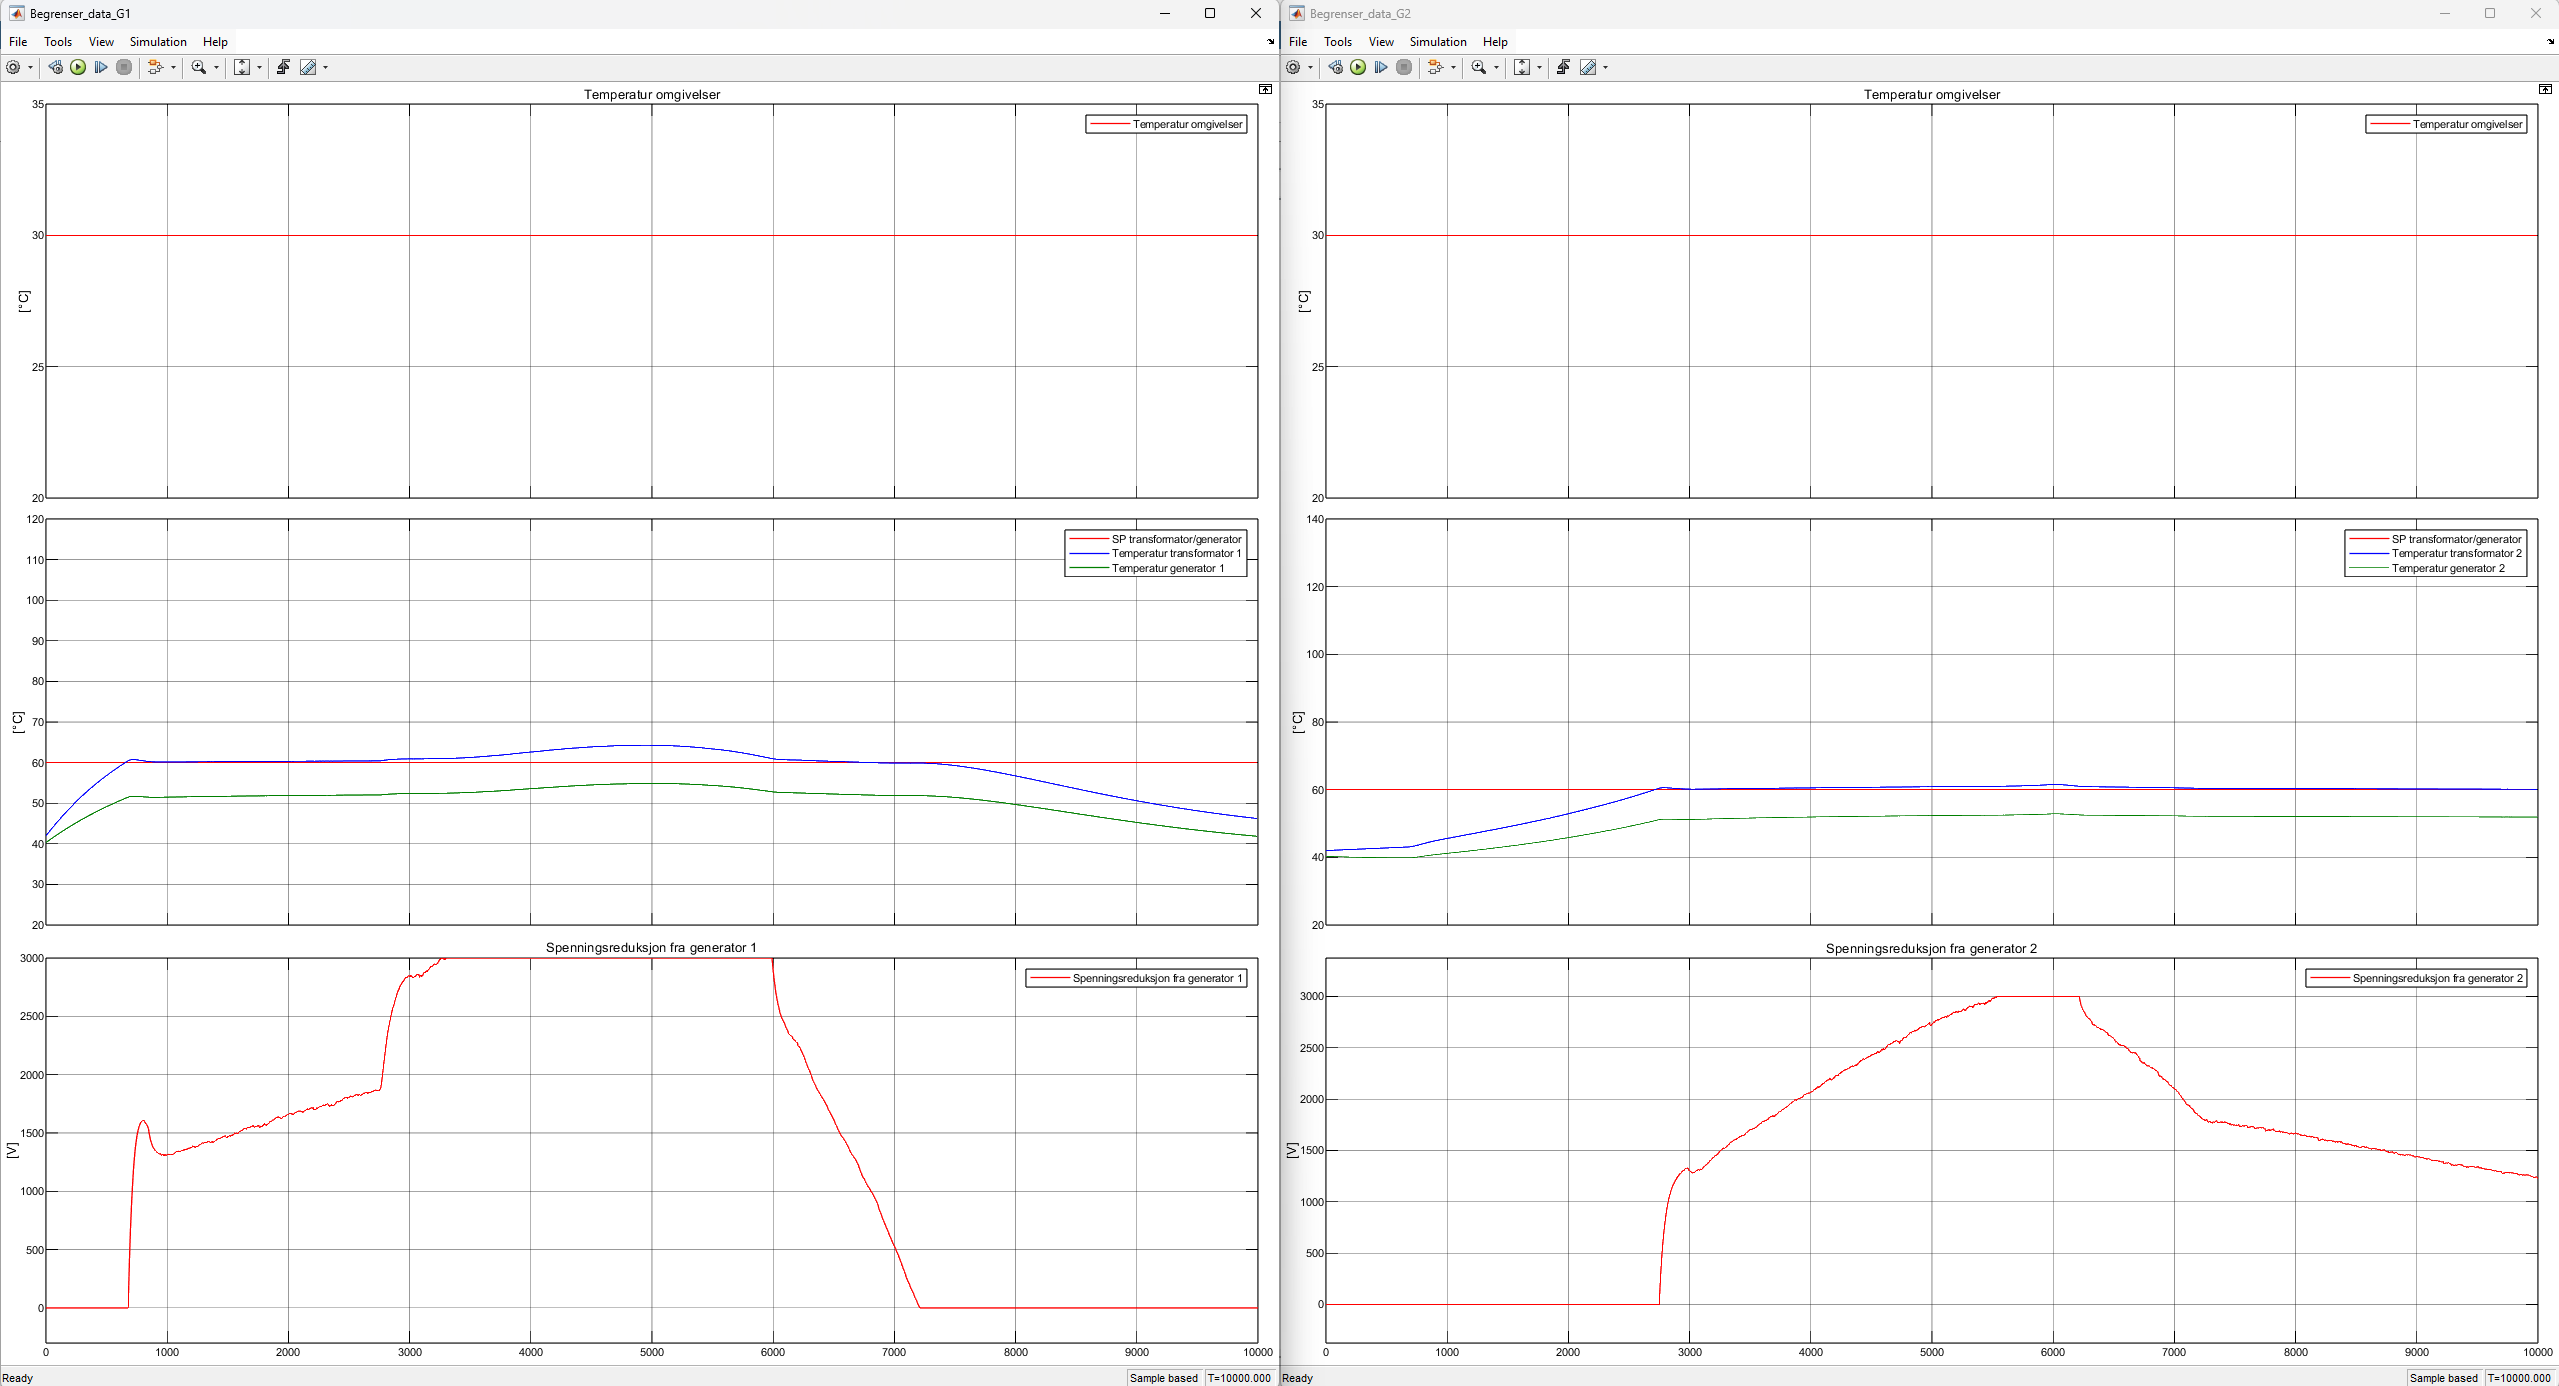 Begrenser_data_G1
File Tools View Simulation Help
Temperatur omgivelser
Temperatur omgivelser
35
30
25
20
[°C]
SP transformator/generator
Temperatur transformator 1
Temperatur generator 1
120
110
100
90
80
70
60
50
40
30
20
[°C]
Spenningsreduksjon fra generator 1
Spenningsreduksjon fra generator 1
3000
2500
2000
1500
1000
500
0
[V]
0 1000 2000 3000 4000 5000 6000 7000 8000 9000 10000
Ready Sample based T=10000.000
Begrenser_data_G2
File Tools View Simulation Help
Temperatur omgivelser
Temperatur omgivelser
35
30
25
20
[°C]
SP transformator/generator
Temperatur transformator 2
Temperatur generator 2
140
120
100
80
60
40
20
[°C]
Spenningsreduksjon fra generator 2
Spenningsreduksjon fra generator 2
3000
2500
2000
1500
1000
500
0
[V]
0 1000 2000 3000 4000 5000 6000 7000 8000 9000 10000
Ready Sample based T=10000.000